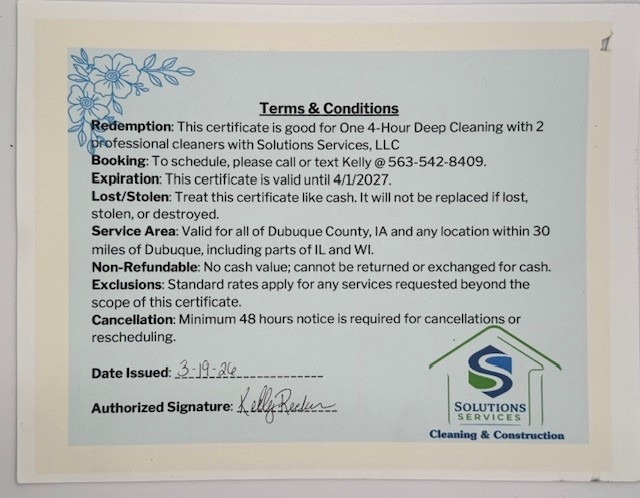 Terms & Conditions
Redemption: This certificate is good for One 4-Hour Deep Cleaning with 2
professional cleaners with Solutions Services, LLC
Booking: To schedule, please call or text Kelly @ 563-542-8409.
Expiration: This certificate is valid until 4/1/2027.
Lost/Stolen: Treat this certificate like cash. It will not be replaced if lost,
stolen, or destroyed.
Service Area: Valid for all of Dubuque County, IA and any location within 30
miles of Dubuque, including parts of IL and WI.
Non-Refundable: No cash value; cannot be returned or exchanged for cash.
Exclusions: Standard rates apply for any services requested beyond the
scope of this certificate.
Cancellation: Minimum 48 hours notice is required for cancellations or
rescheduling.
Date Issued: 3-19-26
Authorized Signature: Kelly
SOLUTIONS
SERVICES
Cleaning & Construction